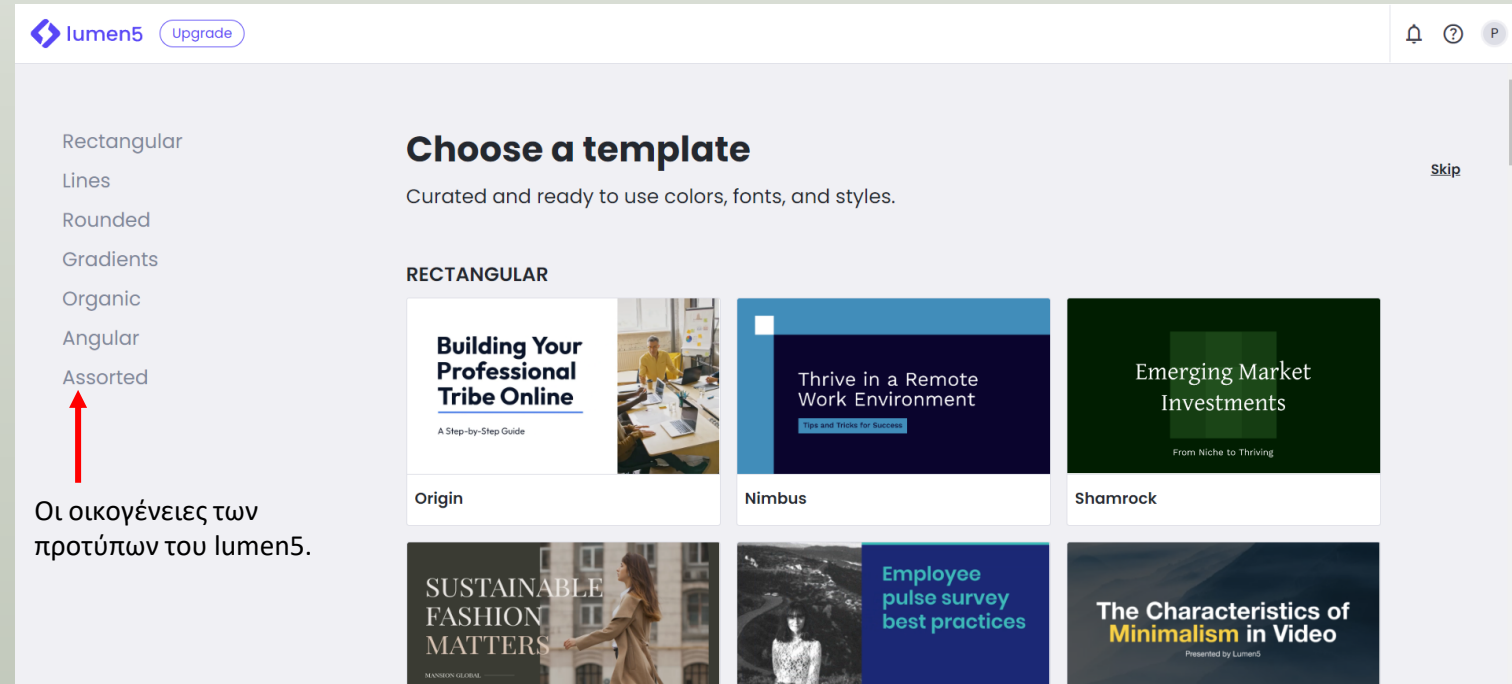 lumen5
Upgrade
P
Rectangular
Lines
Rounded
Gradients
Organic
Angular
Assorted
Οι οικογένειες των
προτύπων του lumen5.
Choose a template
Skip
Curated and ready to use colors, fonts, and styles.
RECTANGULAR
Building Your
Professional
Tribe Online
A Step-by-Step Guide
Origin
Thrive in a Remote
Work Environment
Tips and Tricks for Success
Nimbus
Emerging Market
Investments
From Niche to Thriving
Shamrock
SUSTAINABLE
FASHION
MATTERS
MANSION GLOBAL
Employee
pulse survey
best practices
The Characteristics of
Minimalism in Video
Presented by Lumen5